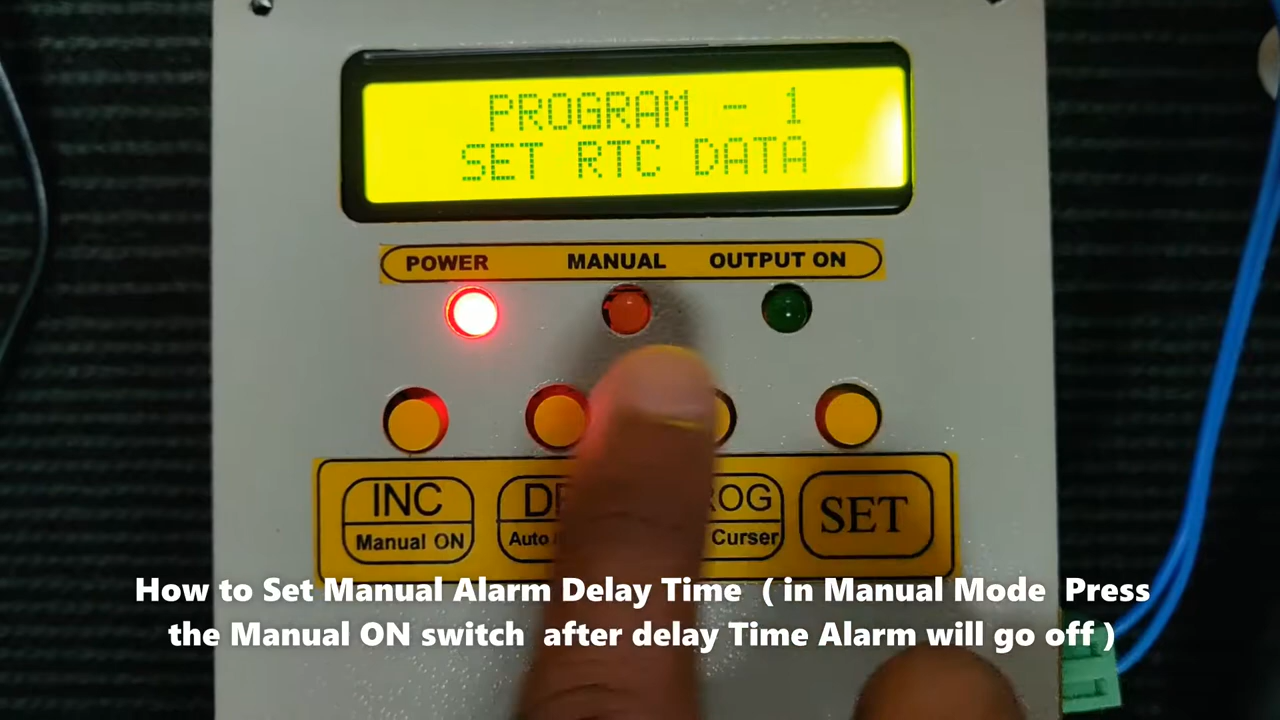 PROGRAM - 1
SET RTC DATA
POWER MANUAL OUTPUT ON
INC SET
Manual ON Auto Curser
How to Set Manual Alarm Delay Time ( in Manual Mode Press
the Manual ON switch after delay Time Alarm will go off )